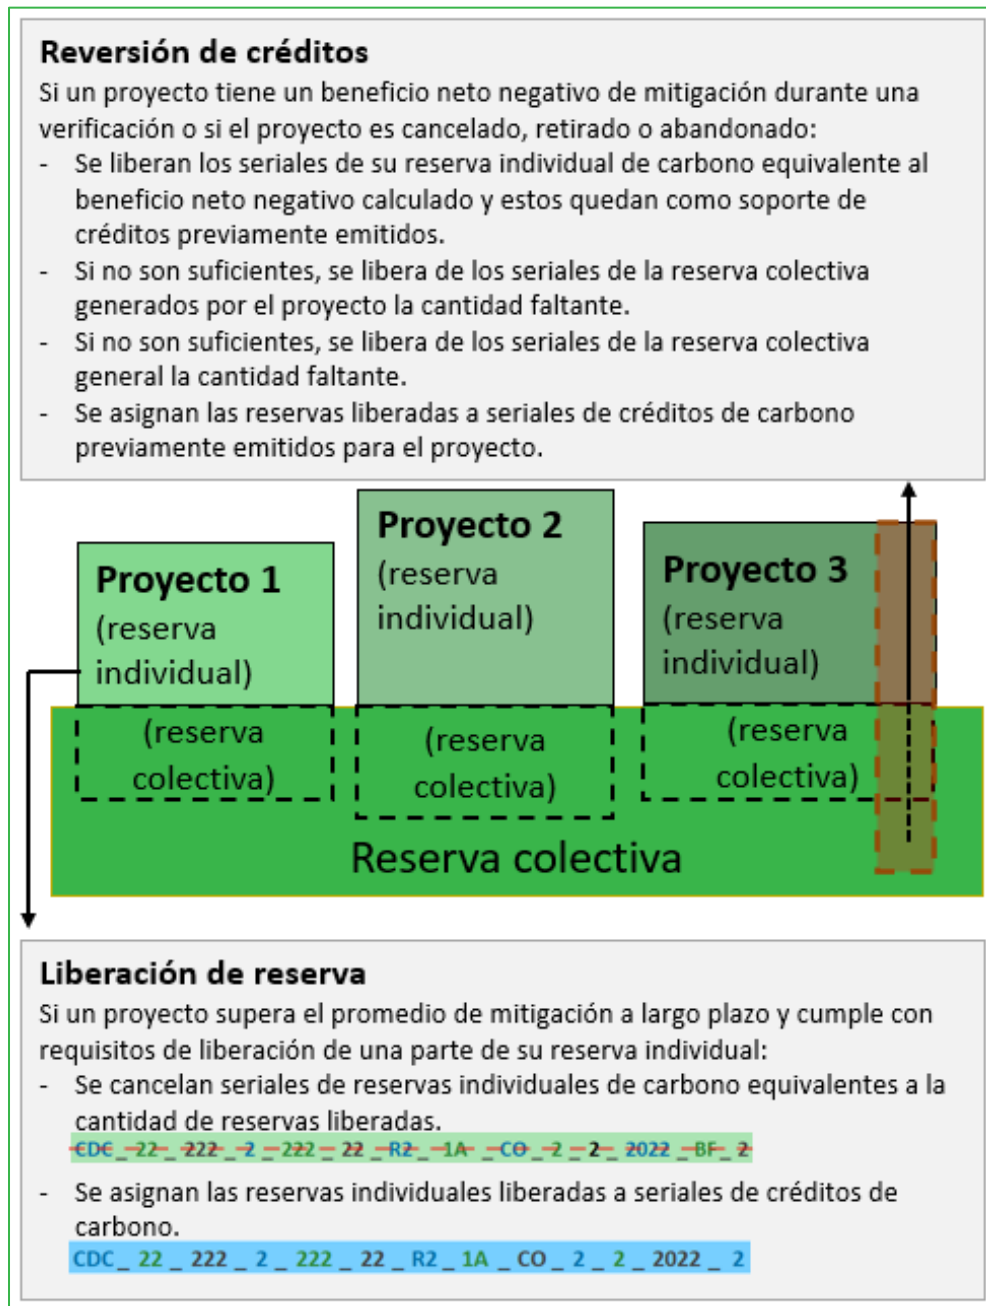 Reversión de créditos
Si un proyecto tiene un beneficio neto negativo de mitigación durante una
verificación o si el proyecto es cancelado, retirado o abandonado:
- Se liberan los seriales de su reserva individual de carbono equivalente al
beneficio neto negativo calculado y estos quedan como soporte de
créditos previamente emitidos.
- Si no son suficientes, se libera de los seriales de la reserva colectiva
generados por el proyecto la cantidad faltante.
- Si no son suficientes, se libera de los seriales de la reserva colectiva
general la cantidad faltante.
- Se asignan las reservas liberadas a seriales de créditos de carbono
previamente emitidos para el proyecto.
Proyecto 1
(reserva
individual)
(reserva
colectiva)
Proyecto 2
(reserva
individual)
(reserva
colectiva)
Proyecto 3
(reserva
individual)
(reserva
colectiva)
Reserva colectiva
Liberación de reserva
Si un proyecto supera el promedio de mitigación a largo plazo y cumple con
requisitos de liberación de una parte de su reserva individual:
- Se cancelan seriales de reservas individuales de carbono equivalentes a la
cantidad de reservas liberadas.
CDC_ 22 _ 222 _ 2 _ 222 _ 22 _ R2 _ 1A _ CO _ 2 _ 2 _ 2022 _ BF_ 2
- Se asignan las reservas individuales liberadas a seriales de créditos de
carbono.
CDC _ 22 _ 222 _ 2 _ 222 _ 22 _ R2 _ 1A _ CO _ 2 _ 2 _ 2022 _ 2